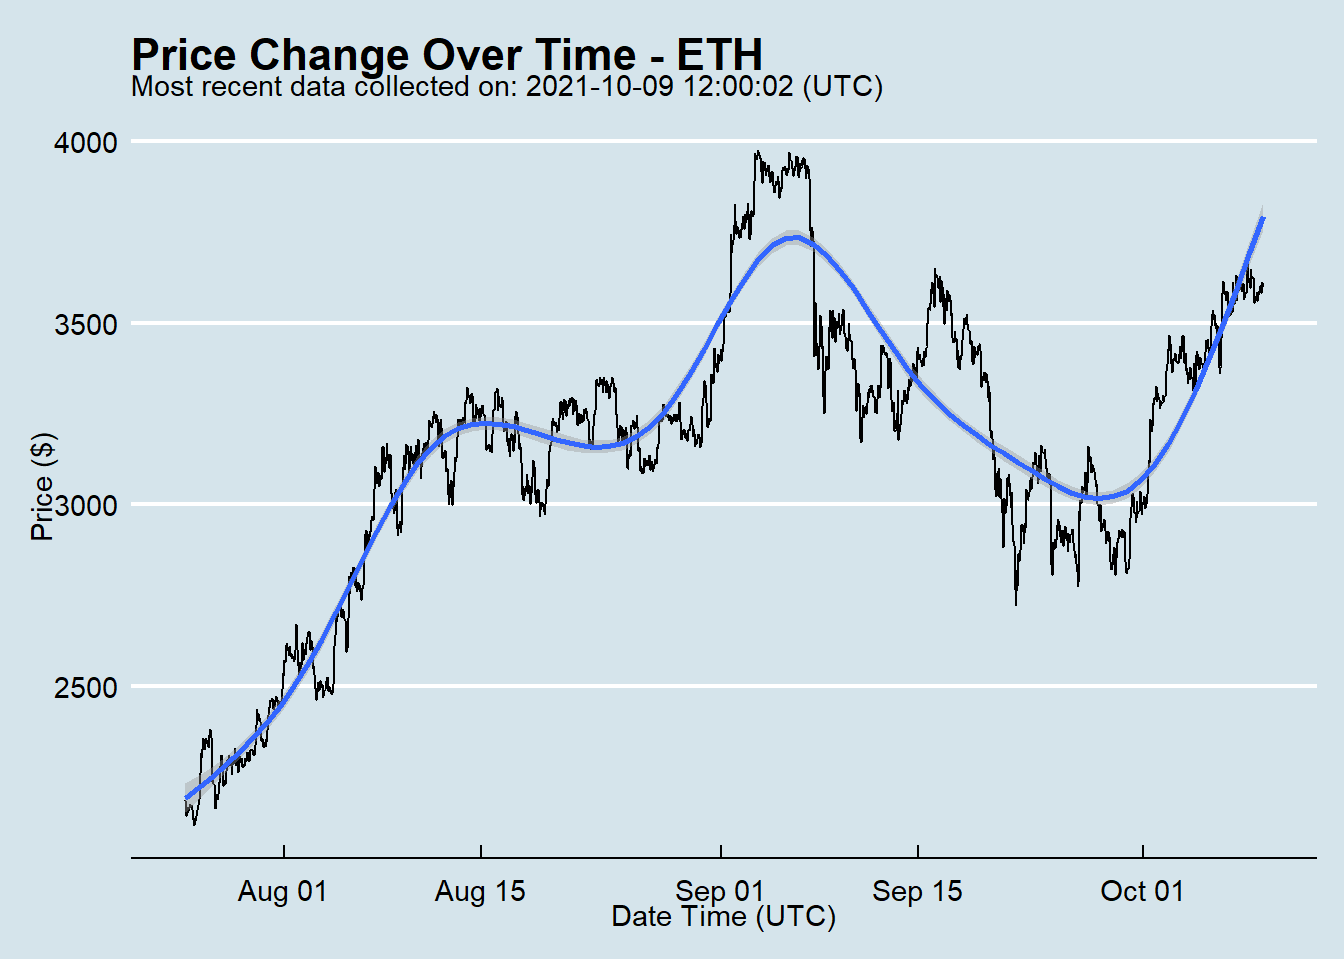 Price Change Over Time - ETH
Most recent data collected on: 2021-10-09 12:00:02 (UTC)
4000
3500
3000
2500
Price ($)
Aug 01
Aug 15
Sep 01
Sep 15
Oct 01
Date Time (UTC)